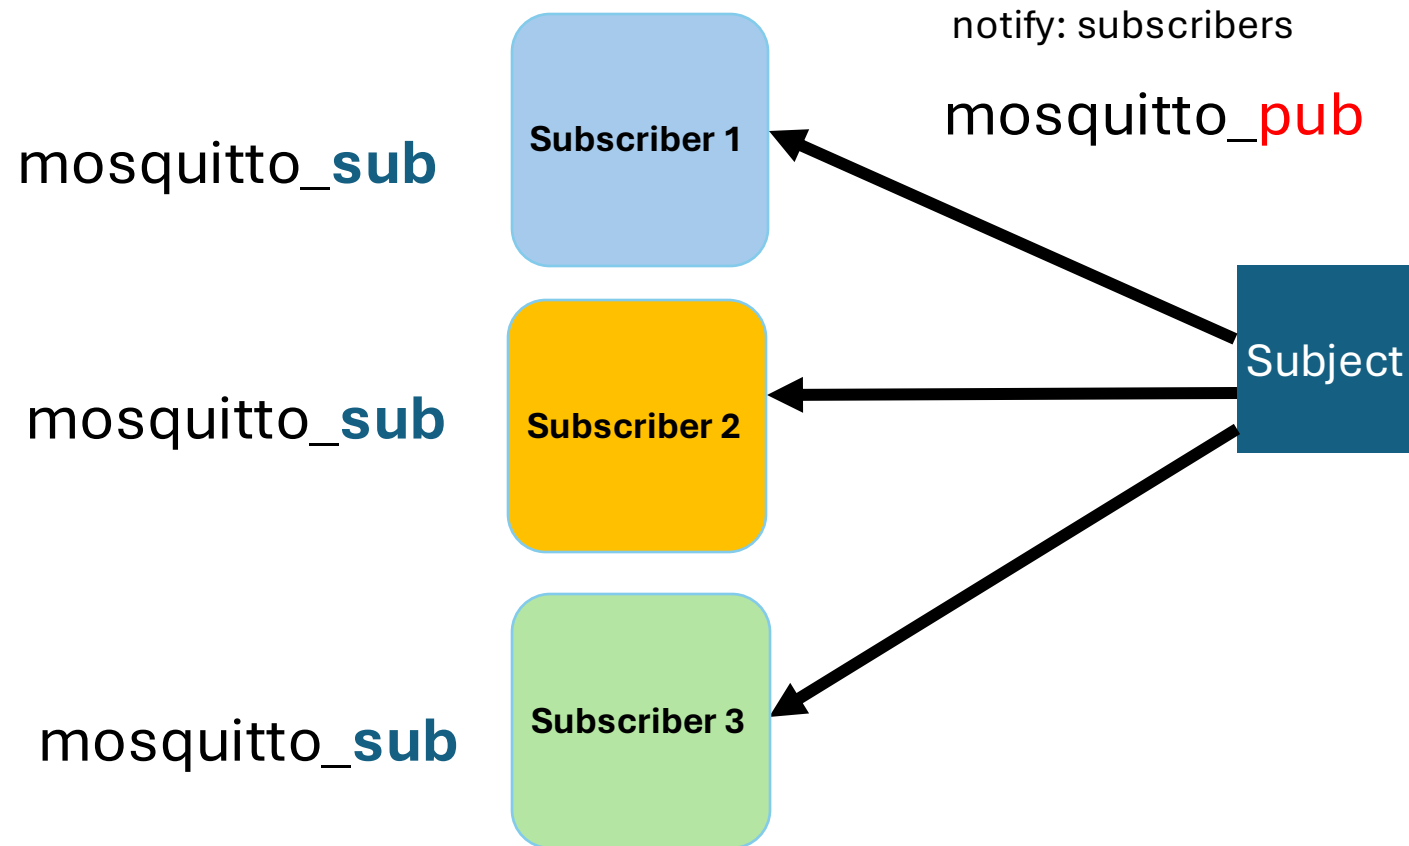 notify: subscribers
mosquitto_pub
mosquitto_sub
Subscriber 1
Subject
mosquitto_sub
Subscriber 2
mosquitto_sub
Subscriber 3